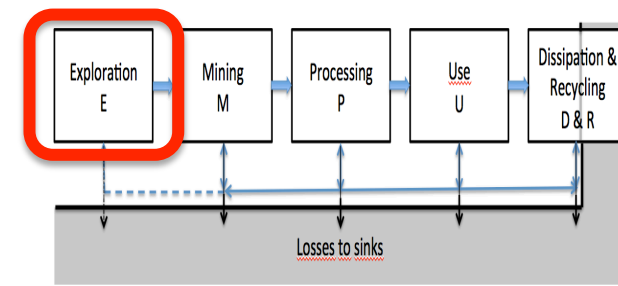 Exploration
E
Mining
M
Processing
P
Use
U
Dissipation &
Recycling
D & R
Losses to sinks